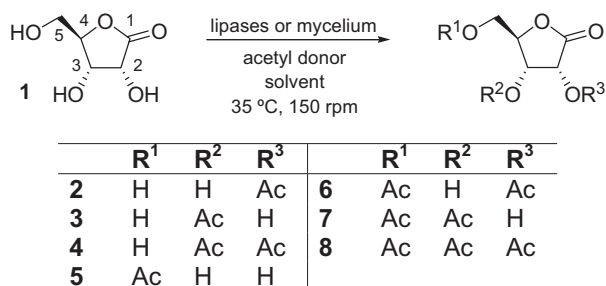 HO
O
O
1
2
3
4
5
1
HO
OH
lipases or mycelium
acetyl donor
solvent
35 ºC, 150 rpm
R¹O
O
O
R²O
OR³
R¹ R² R³ R¹ R² R³
2 H H Ac 6 Ac H Ac
3 H Ac H 7 Ac Ac H
4 H Ac Ac 8 Ac Ac Ac
5 Ac H H